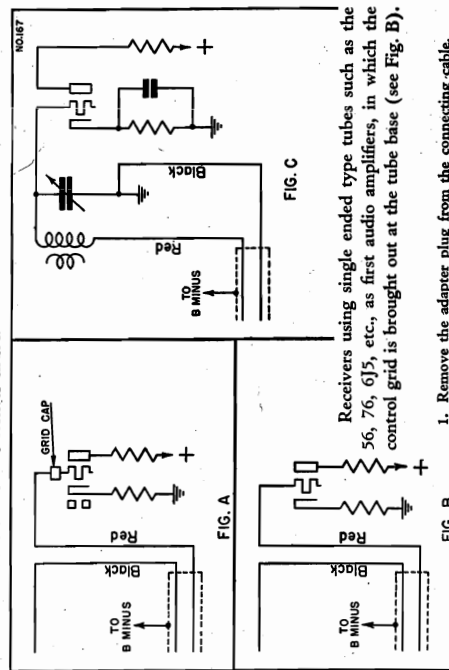 NO.167
GRID CAP
Black
Red
TO
B MINUS
FIG. A
Black
Red
TO
B MINUS
FIG. B
Red
Black
TO
B MINUS
FIG. C
Receivers using single ended type tubes such as the
56, 76, 6J5, etc., as first audio amplifiers, in which the
control grid is brought out at the tube base (see Fig. B).
1. Remove the adapter plug from the connecting cable.